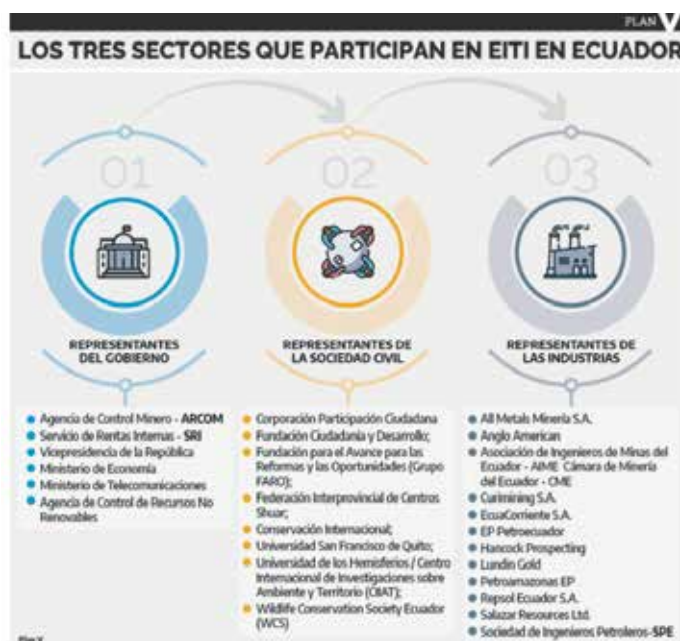 PLAN V
LOS TRES SECTORES QUE PARTICIPAN EN EITI EN ECUADOR
01
02
03
REPRESENTANTES
DEL GOBIERNO
REPRESENTANTES DE
LA SOCIEDAD CIVIL
REPRESENTANTES DE
LAS INDUSTRIAS
Agencia de Control Minero - ARCOM
Servicio de Rentas Internas - SRI
Vicepresidencia de la República
Ministerio de Economía
Ministerio de Telecomunicaciones
Agencia de Control de Recursos No
Renovables
Corporación Participación Ciudadana
Fundación Ciudadanía y Desarrollo;
Fundación para el Avance para las
Reformas y las Oportunidades (Grupo
FARO);
Federación Interprovincial de Centros
Shuar;
Conservación Internacional;
Universidad San Francisco de Quito;
Universidad de los Hemisferios / Centro
Internacional de Investigaciones sobre
Ambiente y Territorio (CIIAT);
Wildlife Conservation Society Ecuador
(WCS)
All Metals Minería S.A.
Anglo American
Asociación de Ingenieros de Minas del
Ecuador - AIME Cámara de Minería
del Ecuador - CME
Curimining S.A.
EcuaCorriente S.A.
EP Petroecuador
Hancock Prospecting
Lundin Gold
Petroamazonas EP
Repsol Ecuador S.A.
Salazar Resources Ltd.
Sociedad de Ingenieros Petroleros-SPE
Plan V